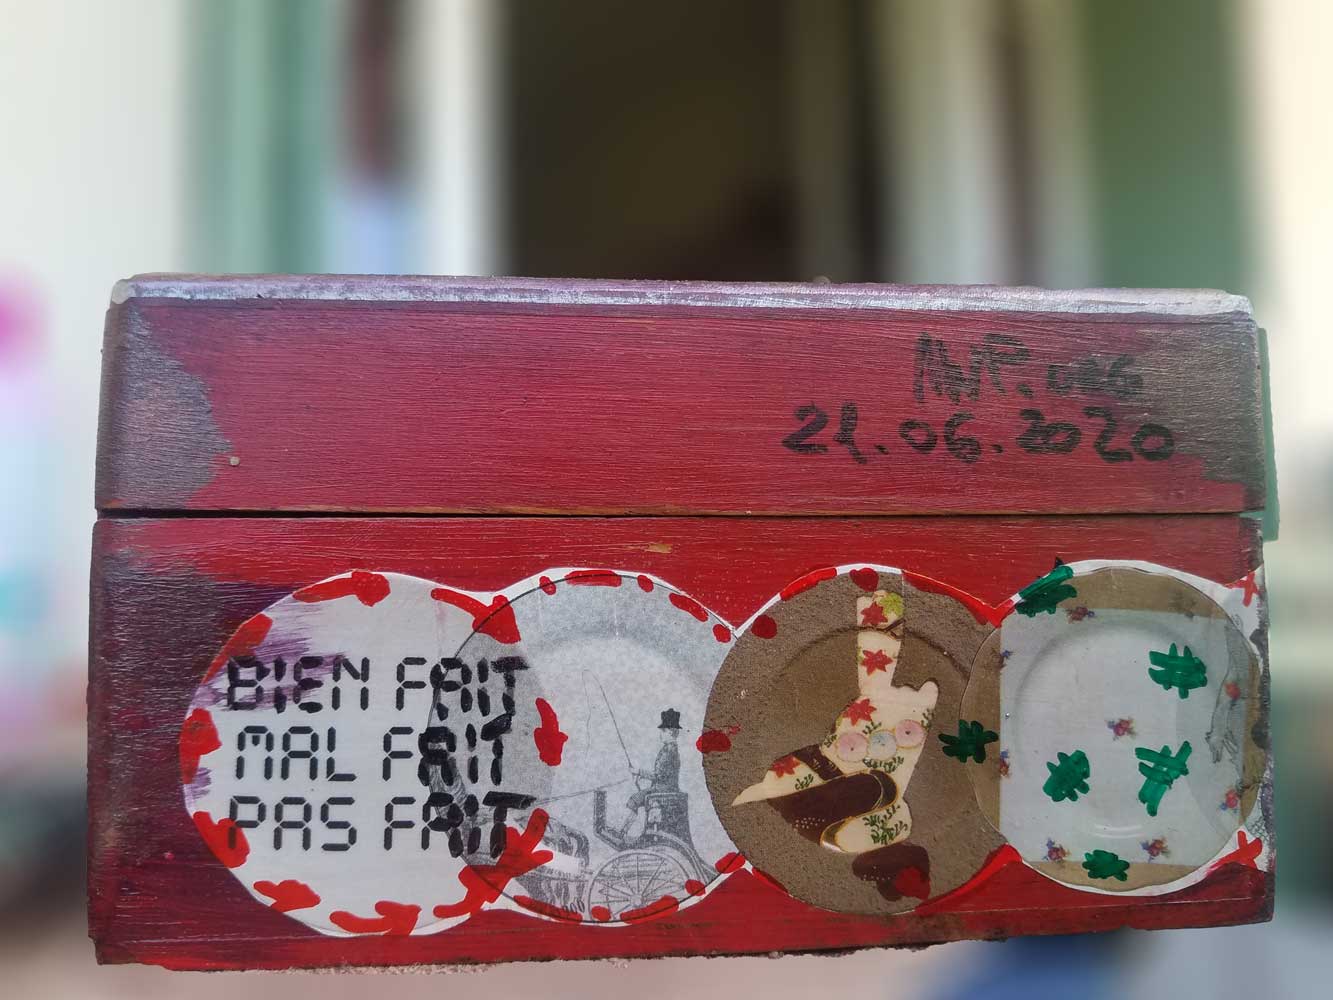 21.06.2020
BIEN FAIT
MAL FAIT
PAS FAIT